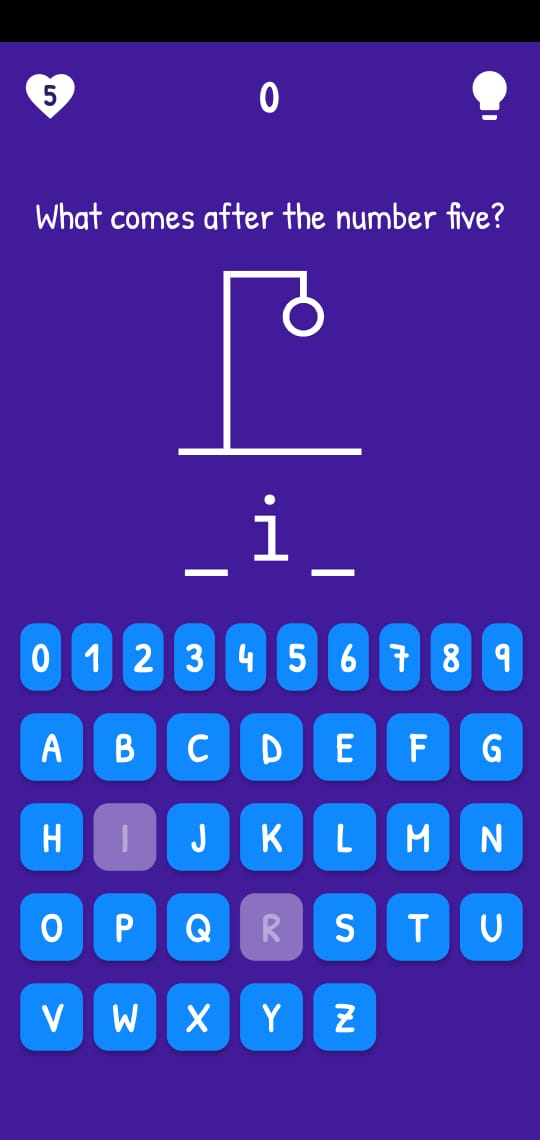 5 0
What comes after the number five?
_ i _
0 1 2 3 4 5 6 7 8 9
A B C D E F G
H I J K L M N
O P Q R S T U
V W X Y Z